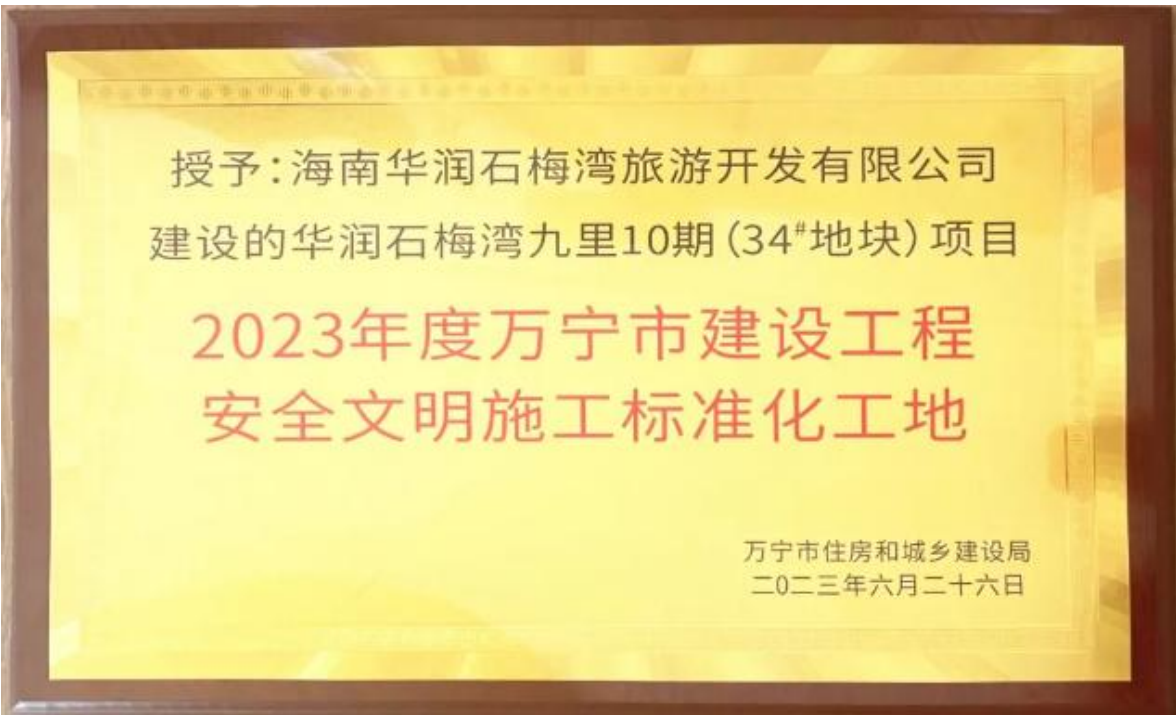 授予:海南华润石梅湾旅游开发有限公司
建设的华润石梅湾九里10期(34#地块)项目
2023年度万宁市建设工程
安全文明施工标准化工地
万宁市住房和城乡建设局
二0二三年六月二十六日